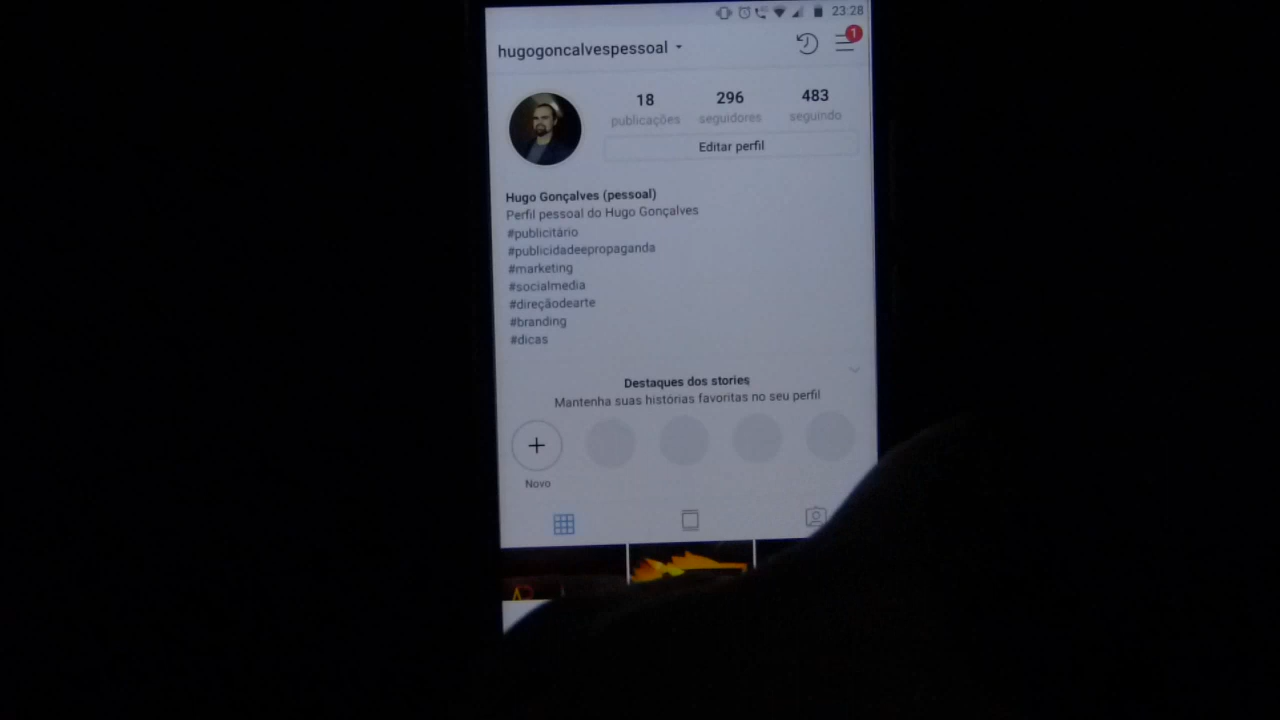 23:28
hugogoncalvespessoal
1
18 296 483
publicações seguidores seguindo
Editar perfil
Hugo Gonçalves (pessoal)
Perfil pessoal do Hugo Gonçalves
#publicitário
#publicidadeepropaganda
#marketing
#socialmedia
#direçãodearte
#branding
#dicas
Destaques dos stories
Mantenha suas histórias favoritas no seu perfil
Novo